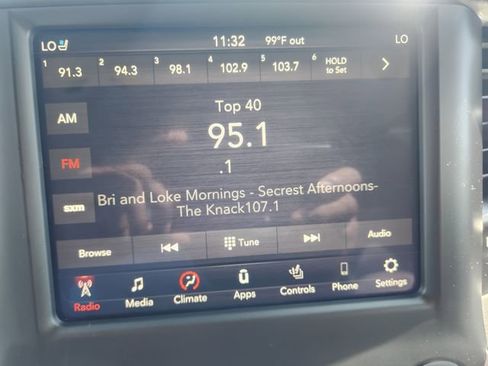 LO 11:32 99°F out LO
1 91.3 2 94.3 3 98.1 4 102.9 5 103.7 6 HOLD to Set
AM
Top 40
95.1
FM
.1
Bri and Loke Mornings - Secrest Afternoons-
sxm
The Knack107.1
Browse Tune Audio
Radio Media Climate Apps Controls Phone Settings